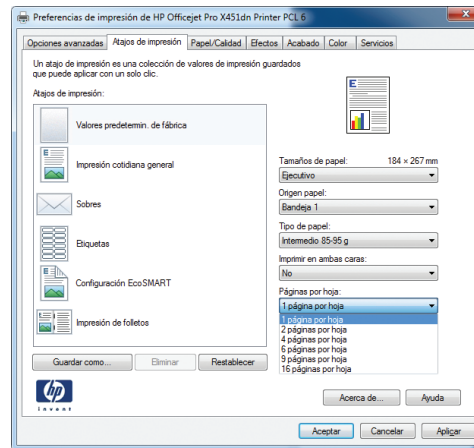 Preferencias de impresión de HP Officejet Pro X451dn Printer PCL 6
Opciones avanzadas
Atajos de impresión
Papel/Calidad
Efectos
Acabado
Color
Servicios
Un atajo de impresión es una colección de valores de impresión guardados
que puede aplicar con un solo clic.
Atajos de impresión:
Valores predetermin. de fábrica
Impresión cotidiana general
Sobres
Etiquetas
Configuración EcoSMART
Impresión de folletos
Guardar como...
Eliminar
Restablecer
Tamaños de papel: 184 × 267 mm
Ejecutivo
Origen papel:
Bandeja 1
Tipo de papel:
Intermedio 85-95 g
Imprimir en ambas caras:
No
Páginas por hoja:
1 página por hoja
1 página por hoja
2 páginas por hoja
4 páginas por hoja
6 páginas por hoja
9 páginas por hoja
16 páginas por hoja
hp
invent
Acerca de...
Ayuda
Aceptar
Cancelar
Aplicar